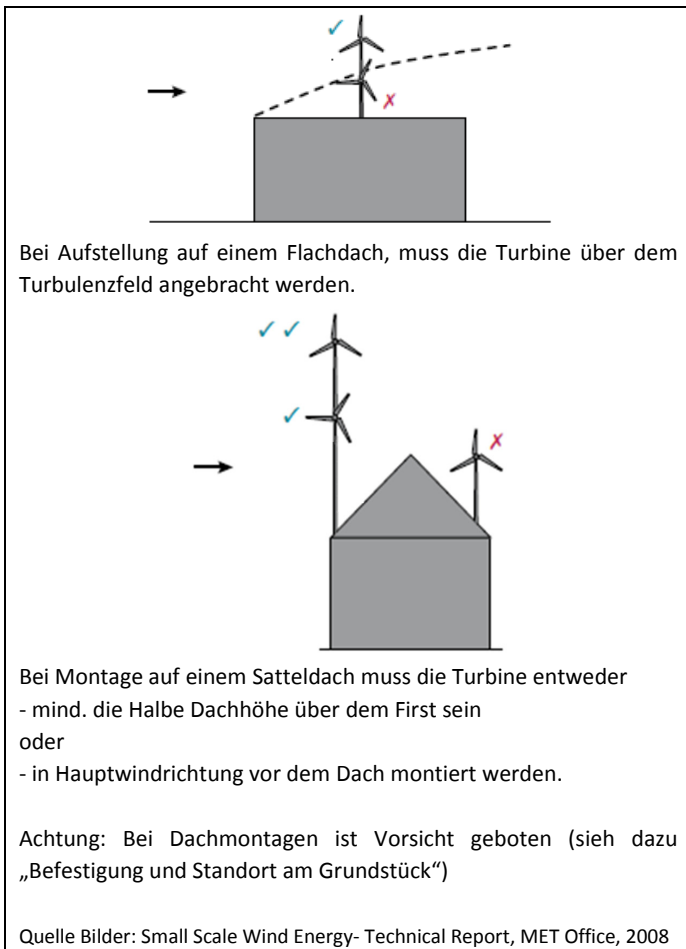 Bei Aufstellung auf einem Flachdach, muss die Turbine über dem
Turbulenzfeld angebracht werden.
Bei Montage auf einem Satteldach muss die Turbine entweder
- mind. die Halbe Dachhöhe über dem First sein
oder
- in Hauptwindrichtung vor dem Dach montiert werden.
Achtung: Bei Dachmontagen ist Vorsicht geboten (sieh dazu
„Befestigung und Standort am Grundstück“)
Quelle Bilder: Small Scale Wind Energy- Technical Report, MET Office, 2008